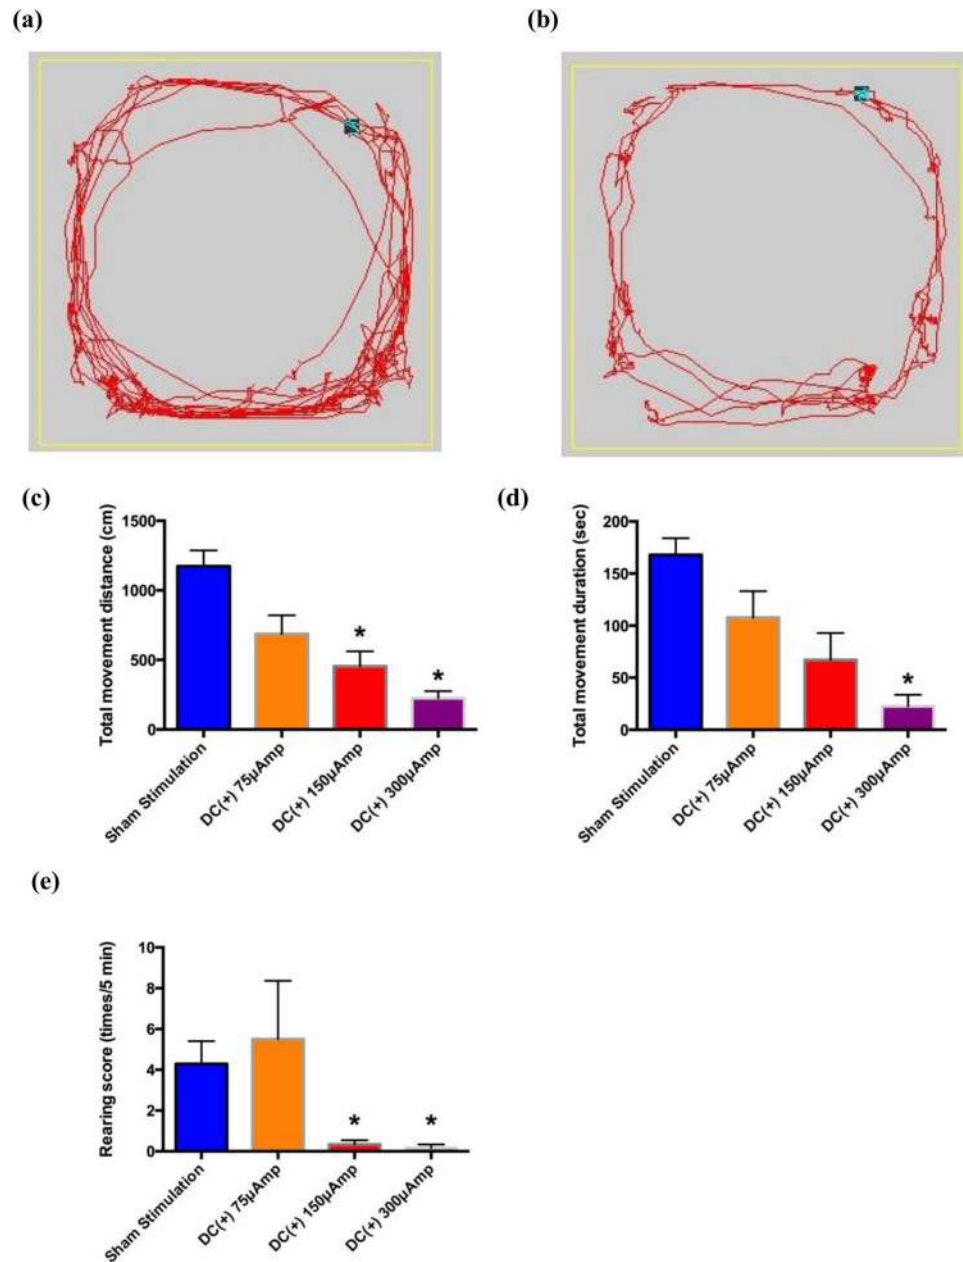 (a)
(b)
(c)
Total movement distance (cm)
1500
1000
500
0
*
*
Sham Stimulation
DC(+) 75µAmp
DC(+) 150µAmp
DC(+) 300µAmp
(d)
Total movement duration (sec)
200
150
100
50
0
*
Sham Stimulation
DC(+) 75µAmp
DC(+) 150µAmp
DC(+) 300µAmp
(e)
Rearing score (times/5 min)
10
8
6
4
2
0
*
*
Sham Stimulation
DC(+) 75µAmp
DC(+) 150µAmp
DC(+) 300µAmp